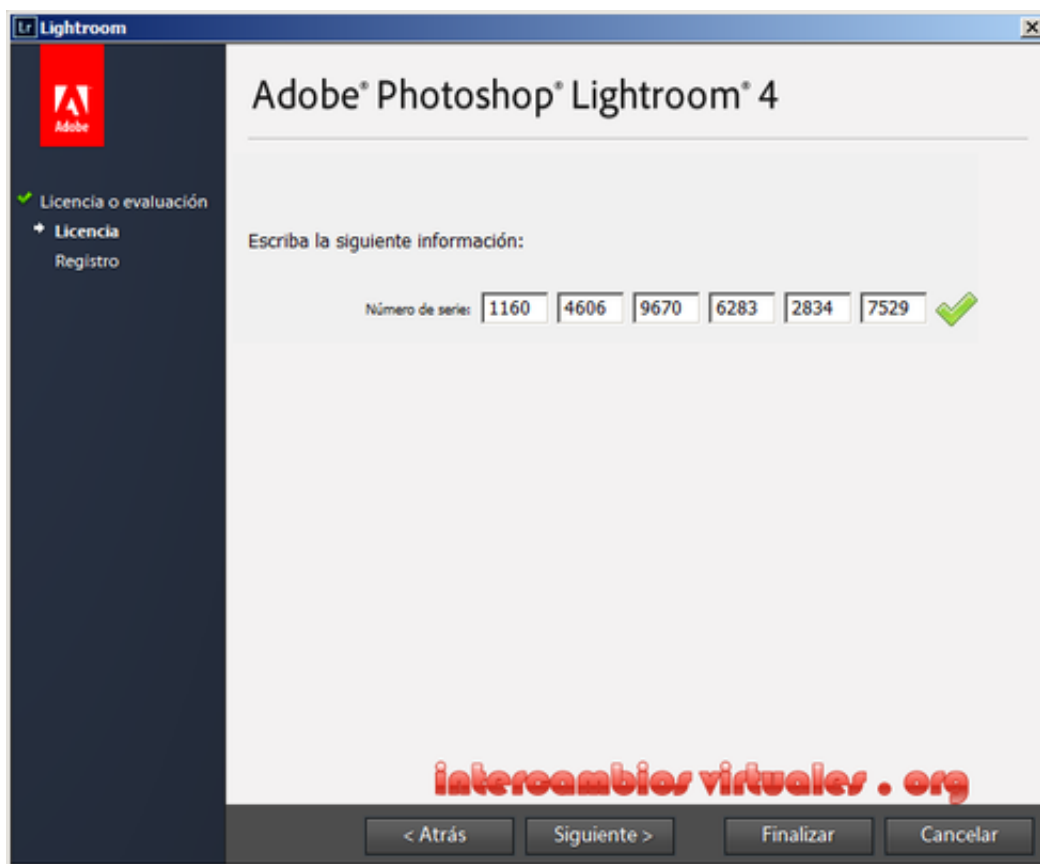 Lr Lightroom
Adobe
Adobe® Photoshop® Lightroom® 4
Licencia o evaluación
Licencia
Registro
Escriba la siguiente información:
Número de serie: 1160 4606 9670 6283 2834 7529
intercambios virtuales . org
< Atrás Siguiente > Finalizar Cancelar